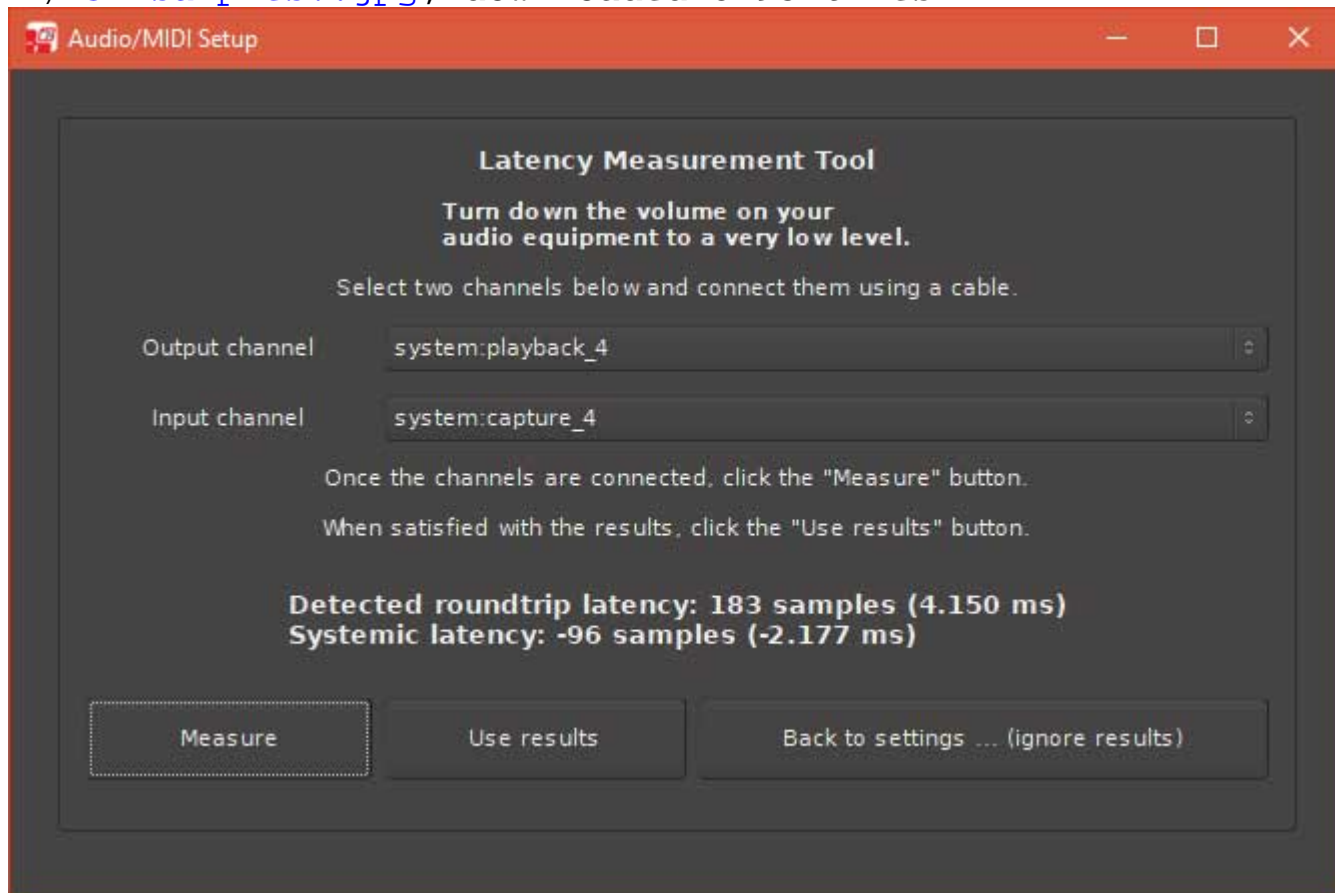 Audio/MIDI Setup
Latency Measurement Tool
Turn down the volume on your
audio equipment to a very low level.
Select two channels below and connect them using a cable.
Output channel system:playback_4
Input channel system:capture_4
Once the channels are connected, click the "Measure" button.
When satisfied with the results, click the "Use results" button.
Detected roundtrip latency: 183 samples (4.150 ms)
Systemic latency: -96 samples (-2.177 ms)
Measure Use results Back to settings ... (ignore results)